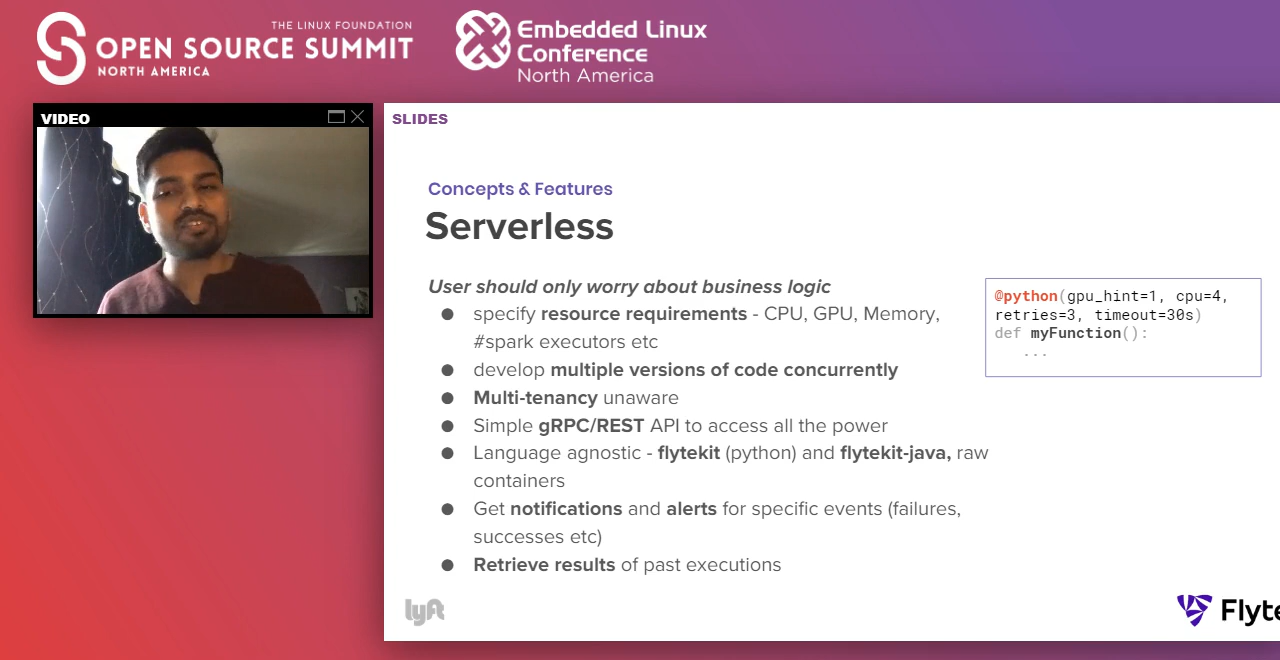 THE LINUX FOUNDATION
OPEN SOURCE SUMMIT
NORTH AMERICA
Embedded Linux
Conference
North America
VIDEO
SLIDES
Concepts & Features
Serverless
User should only worry about business logic
● specify resource requirements - CPU, GPU, Memory,
#spark executors etc
● develop multiple versions of code concurrently
● Multi-tenancy unaware
● Simple gRPC/REST API to access all the power
● Language agnostic - flytekit (python) and flytekit-java, raw
containers
● Get notifications and alerts for specific events (failures,
successes etc)
● Retrieve results of past executions
@python(gpu_hint=1, cpu=4,
retries=3, timeout=30s)
def myFunction():
...
lyft
Flyte